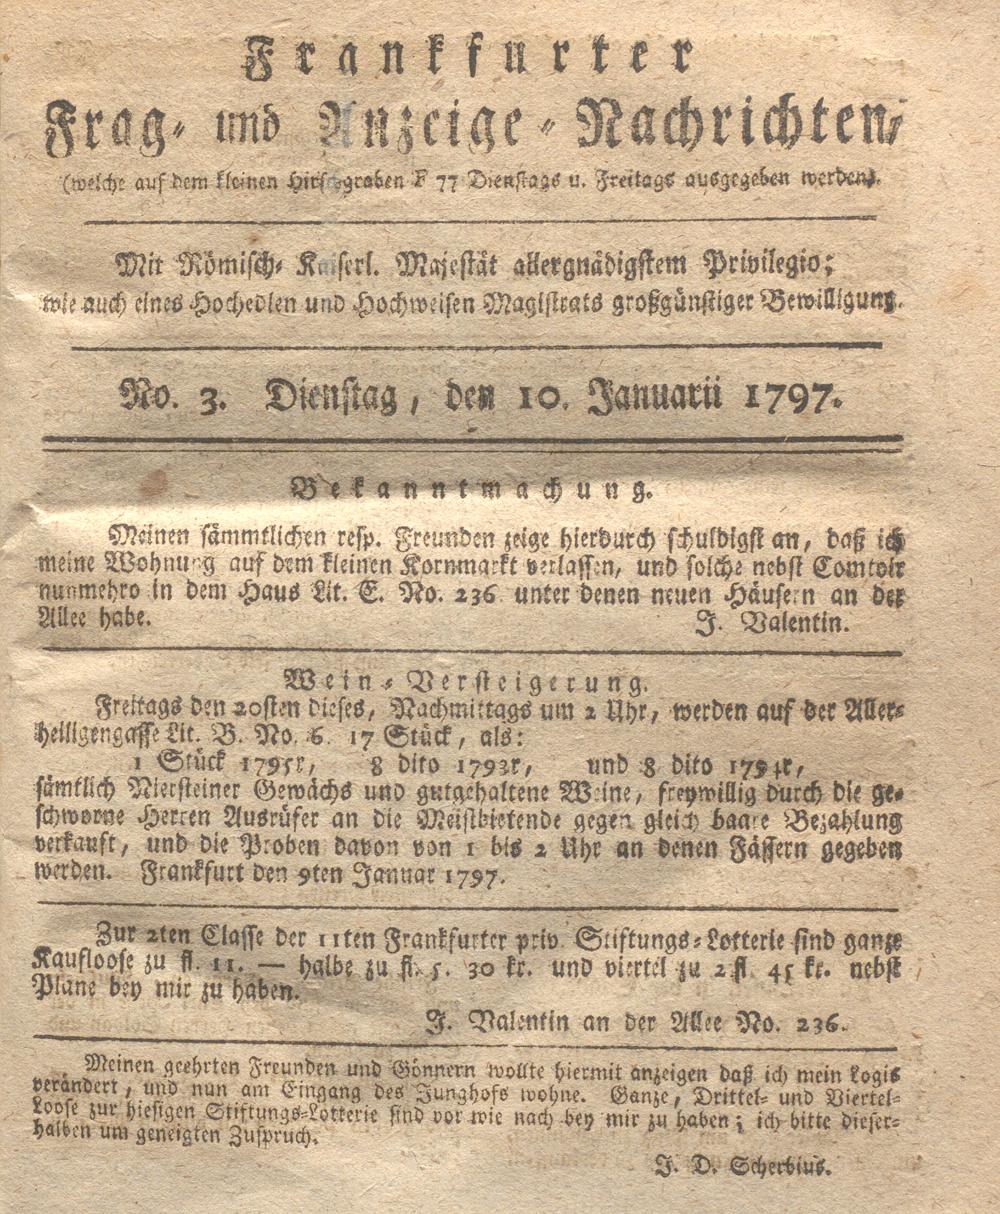 Frankfurter
Frag- und Anzeige-Nachrichten,
(welche auf dem kleinen Hirschgraben F 77 Dienstags u. Freitags ausgegeben werden).
Mit Römisch- Kaiserl. Majestät allergnädigstem Privilegio;
wie auch eines Hochedlen und Hochweisen Magistrats großgünstiger Bewilligung.
No. 3. Dienstag, den 10. Januarii 1797.
Bekanntmachung.
Meinen sämmtlichen resp. Freunden zeige hierdurch schuldigst an, daß ich
meine Wohnung auf dem kleinen Kornmarkt verlassen, und solche nebst Comtoir
nunmehro in dem Haus Lit. E. No. 236 unter denen neuen Häusern an der
Allee habe. J. Valentin.
Wein-Versteigerung.
Freitags den 20sten dieses, Nachmittags um 2 Uhr, werden auf der Aller-
heiligengasse Lit. B. No. 6. 17 Stück, als:
1 Stück 1795r, 8 dito 1793r, und 8 dito 1794r,
sämtlich Niersteiner Gewächs und gutgehaltene Weine, freywillig durch die ge-
schworne Herren Ausrüfer an die Meistbietende gegen gleich baare Bezahlung
verkauft, und die Proben davon von 1 bis 2 Uhr an denen Fässern gegeben
werden. Frankfurt den 9ten Januar 1797.
Zur 2ten Classe der 11ten Frankfurter priv. Stiftungs-Lotterie sind ganze
Kaufloose zu fl. 11. — halbe zu fl. 5. 30 kr. und viertel zu 2 fl. 45 kr. nebst
Plane bey mir zu haben.
J. Valentin an der Allee No. 236.
Meinen geehrten Freunden und Gönnern wollte hiermit anzeigen daß ich mein Logis
verändert, und nun am Eingang des Junghofs wohne. Ganze, Drittel- und Viertel-
Loose zur hiesigen Stiftungs-Lotterie sind vor wie nach bey mir zu haben; ich bitte dieser-
halben um geneigten Zuspruch.
J. D. Scherbius.